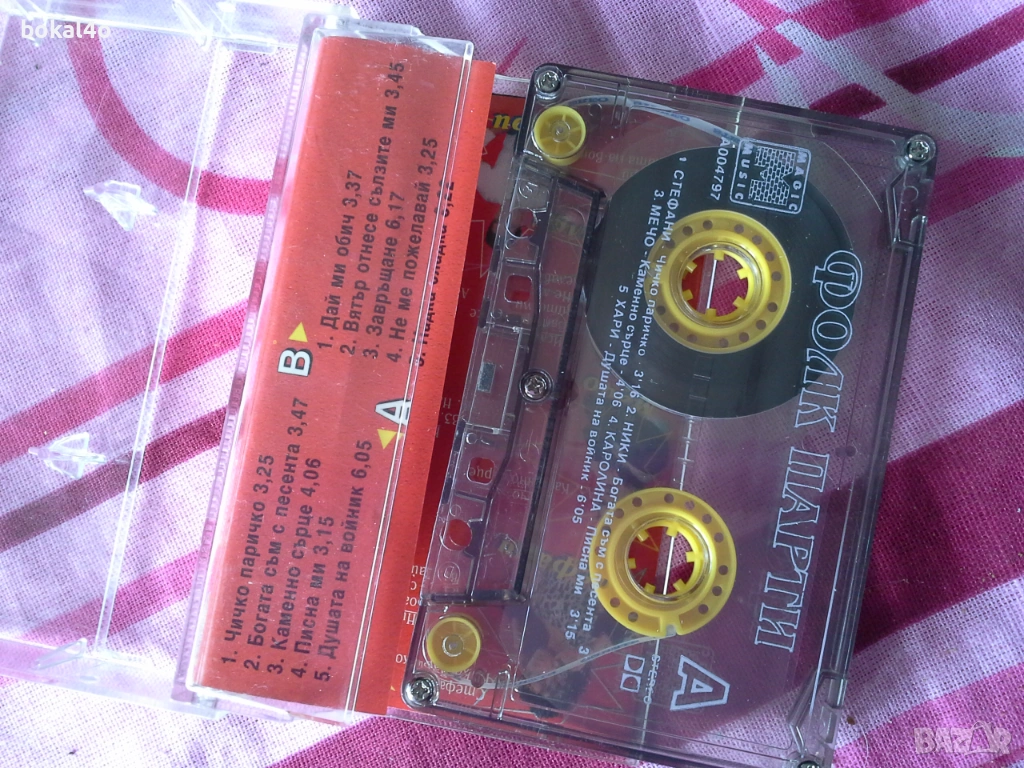 bokal4o
1. Чичко паричко 3,25
2. Богата съм с песента 3,47
3. Каменно сърце 4,06
4. Писна ми 3,15
5. Душата на войник 6,05
A
B
1. Дай ми обич 3,37
2. Вятър отнесе сълзите ми 3,45
3. Завръщане 6,17
4. Не ме пожелавай 3,25
MAGIC
MUSIC
A004797
ФОЛК ПАРТИ
1 СТЕФАНИ - Чичко паричко 3'16 2. НИКИ - Богата съм с песента 3.
3. МЕЧО - Каменно сърце 4'06 4. КАРОЛИНА - Писна ми 3'15
5. ХАРИ - Душата на войник - 6'05
A
BAZAR